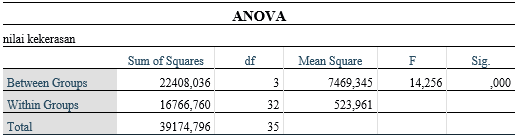 ANOVA
nilai kekerasan
Sum of Squares df Mean Square F Sig.
Between Groups 22408,036 3 7469,345 14,256 ,000
Within Groups 16766,760 32 523,961
Total 39174,796 35